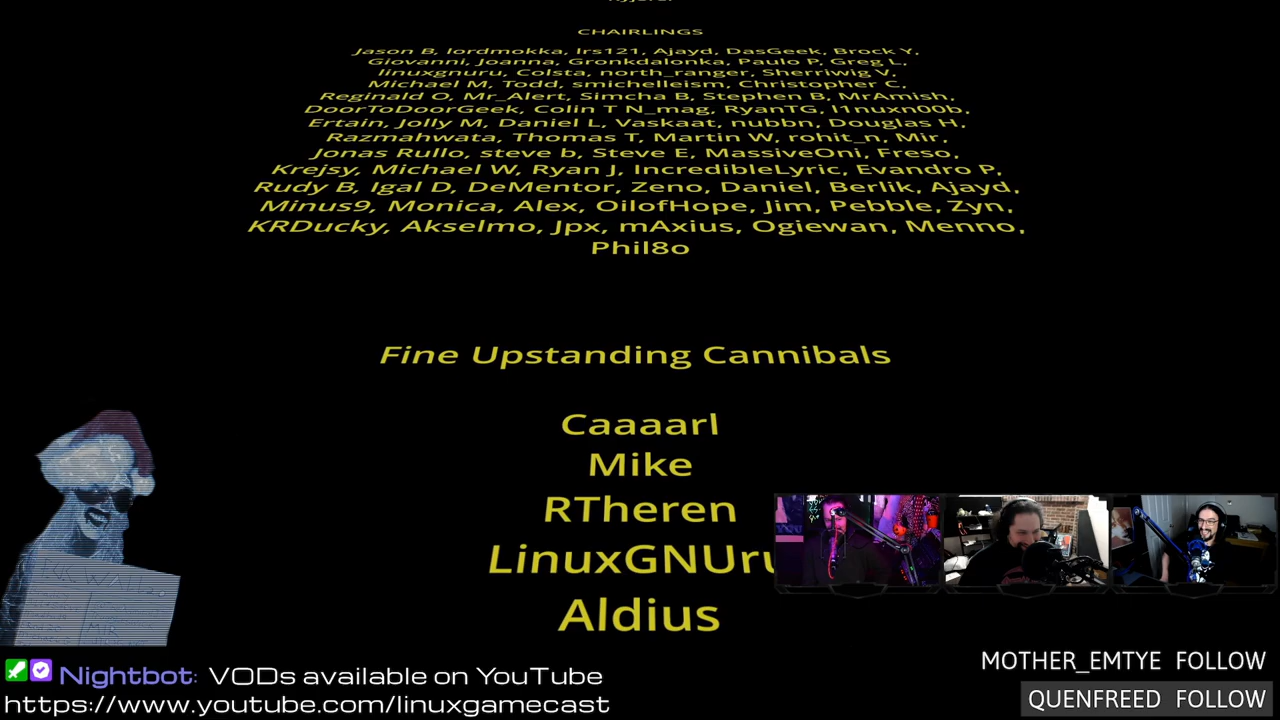 CHAIRLINGS
Jason B, lordmokka, lrs121, Ajayd, DasGeek, Brock Y,
Giovanni, Joanna, Gronkdalonka, Paulo P, Greg L,
linuxgnuru, Colsta, north_ranger, Sherriwig V,
Michael M, Todd, smichelleism, Christopher C,
Reginald O, Mr_Alert, Simcha B, Stephen B, MrAmish,
DoorToDoorGeek, Colin T N_mag, RyanTG, l1nuxn00b,
Ertain, Jolly M, Daniel L, Vaskaat, nubbn, Douglas H,
Razmahwata, Thomas T, Martin W, rohit_n, Mir,
Jonas Rullo, steve b, Steve E, MassiveOni, Freso,
Krejsy, Michael W, Ryan J, IncredibleLyric, Evandro P,
Rudy B, Igal D, DeMentor, Zeno, Daniel, Berlik, Ajayd,
Minus9, Monica, Alex, OilofHope, Jim, Pebble, Zyn,
KRDucky, Akselmo, Jpx, mAxius, Ogiewan, Menno,
Phil8o
Fine Upstanding Cannibals
Caaaarl
Mike
RTheren
LinuxGNUru
Aldius
MOTHER_EMTYE FOLLOW
QUENFREED FOLLOW
Nightbot: VODs available on YouTube
https://www.youtube.com/linuxgamecast